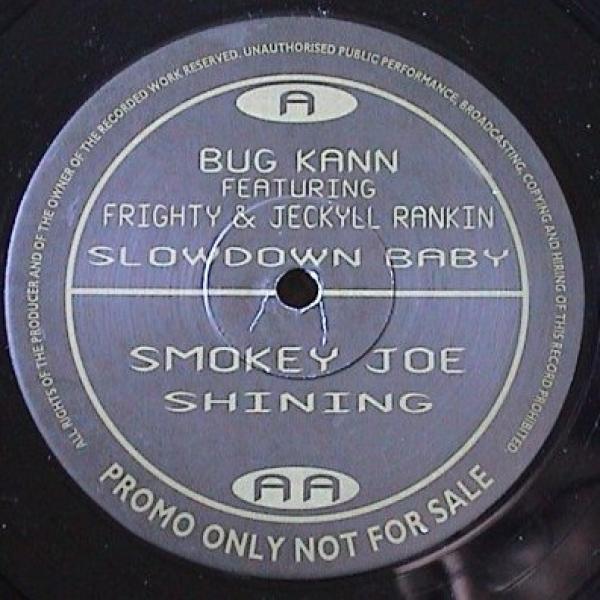 ALL RIGHTS OF THE PRODUCER AND OF THE OWNER OF THE RECORDED WORK RESERVED. UNAUTHORISED PUBLIC PERFORMANCE, BROADCASTING, COPYING AND HIRING OF THIS RECORD PROHIBITED.
A
BUG KANN
FEATURING
FRIGHTY & JECKYLL RANKIN
SLOWDOWN BABY
SMOKEY JOE
SHINING
AA
PROMO ONLY NOT FOR SALE